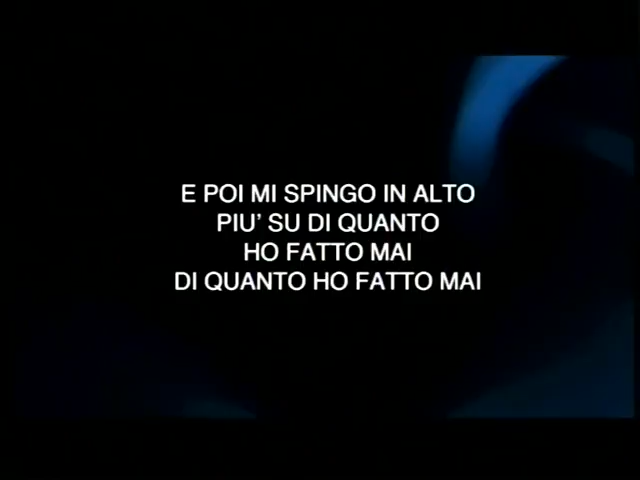 E POI MI SPINGO IN ALTO
PIU' SU DI QUANTO
HO FATTO MAI
DI QUANTO HO FATTO MAI